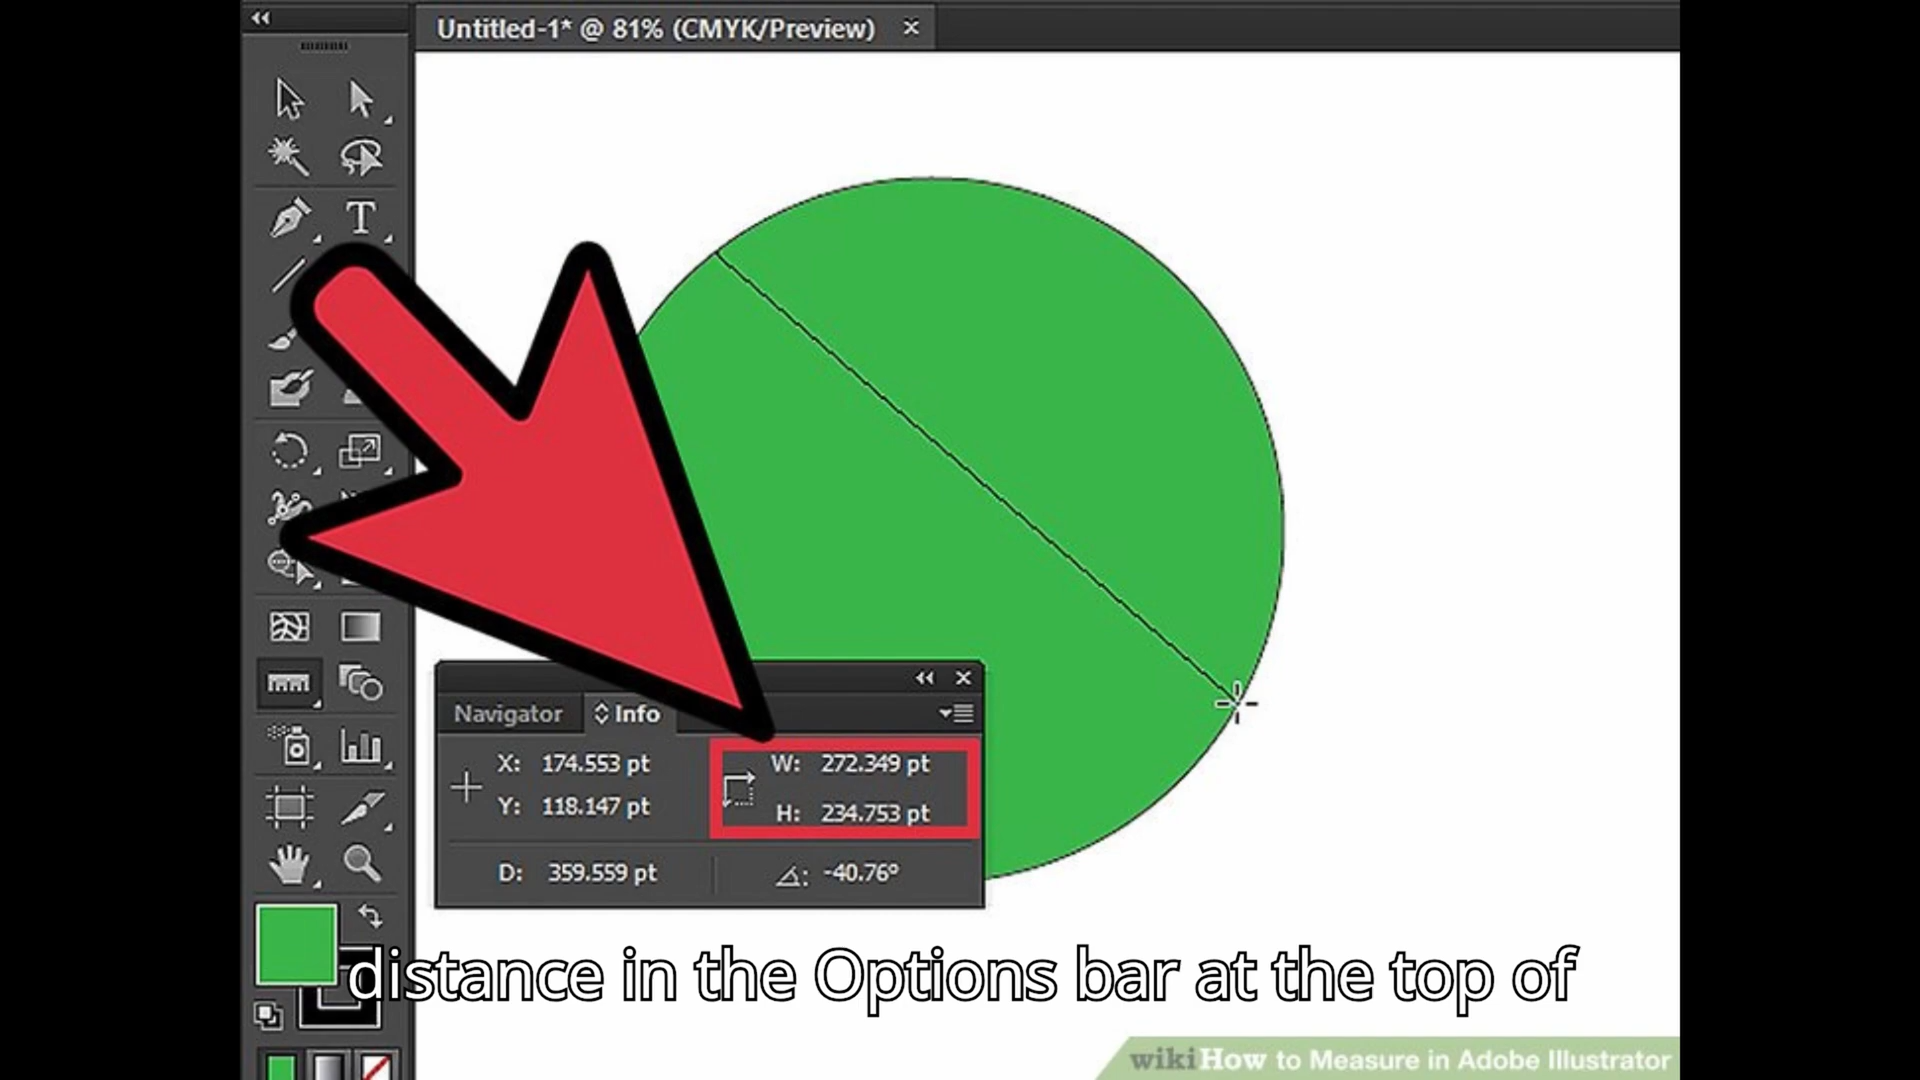 Untitled-1* @ 81% (CMYK/Preview)
Navigator
Info
X: 174.553 pt
Y: 118.147 pt
W: 272.349 pt
H: 234.753 pt
D: 359.559 pt
-40.76°
distance in the Options bar at the top of
wikiHow to Measure in Adobe Illustrator